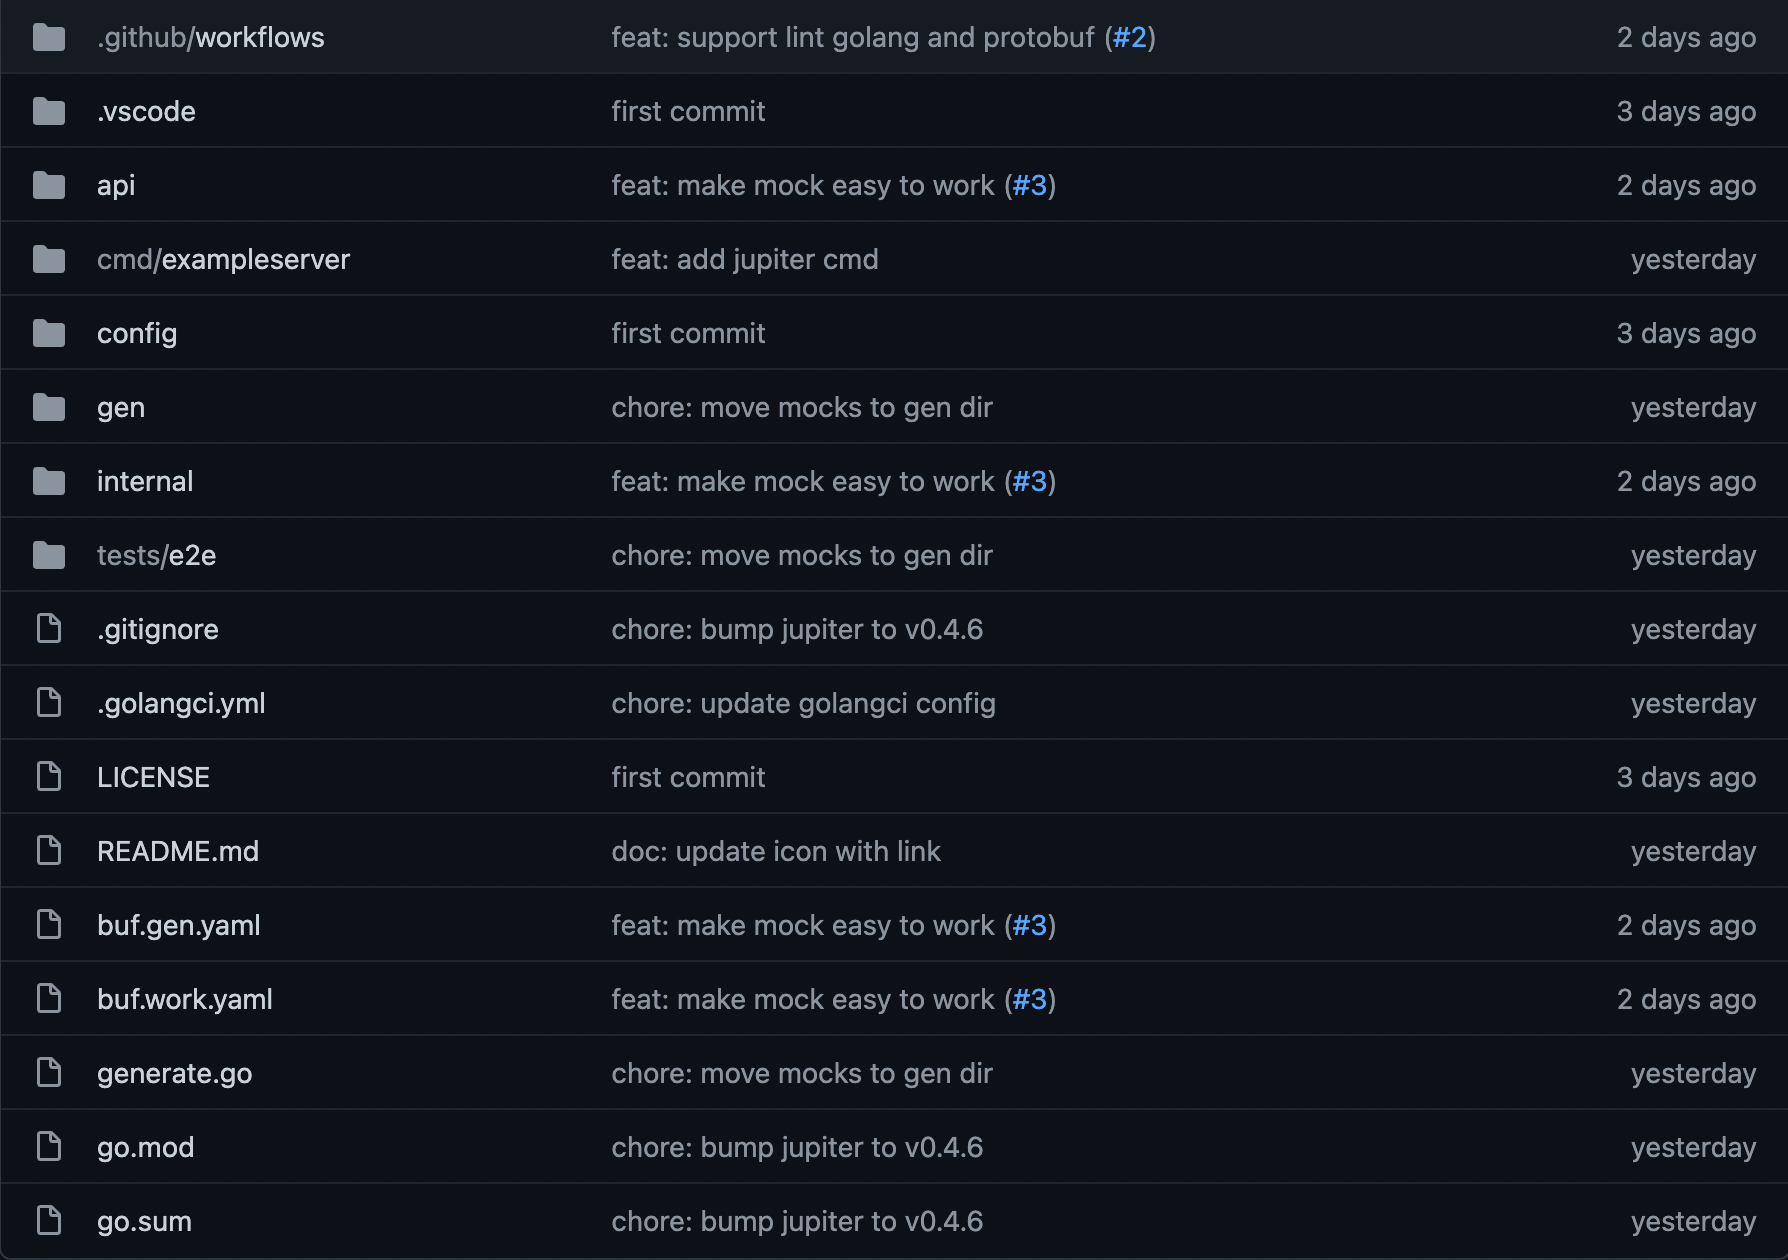 .github/workflows feat: support lint golang and protobuf (#2) 2 days ago
.vscode first commit 3 days ago
api feat: make mock easy to work (#3) 2 days ago
cmd/exampleserver feat: add jupiter cmd yesterday
config first commit 3 days ago
gen chore: move mocks to gen dir yesterday
internal feat: make mock easy to work (#3) 2 days ago
tests/e2e chore: move mocks to gen dir yesterday
.gitignore chore: bump jupiter to v0.4.6 yesterday
.golangci.yml chore: update golangci config yesterday
LICENSE first commit 3 days ago
README.md doc: update icon with link yesterday
buf.gen.yaml feat: make mock easy to work (#3) 2 days ago
buf.work.yaml feat: make mock easy to work (#3) 2 days ago
generate.go chore: move mocks to gen dir yesterday
go.mod chore: bump jupiter to v0.4.6 yesterday
go.sum chore: bump jupiter to v0.4.6 yesterday